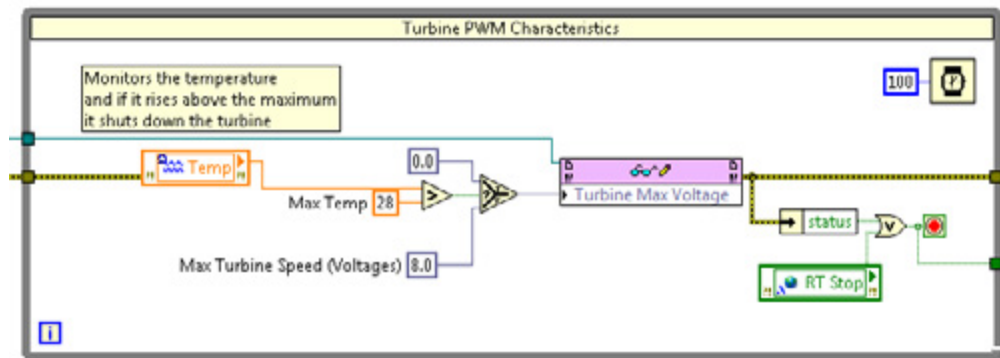 Turbine PWM Characteristics
Monitors the temperature
and if it rises above the maximum
it shuts down the turbine
100
Temp
0.0
Max Temp 28
>
Turbine Max Voltage
status
V
Max Turbine Speed (Voltages) 8.0
RT Stop
i